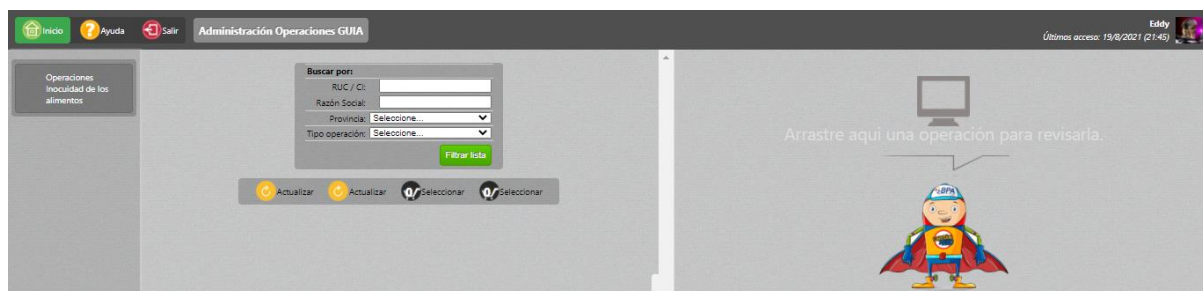 Inicio
Ayuda
Salir
Administración Operaciones GUIA
Eddy
Últimos acceso: 19/8/2021 (21:45)
Operaciones
Inocuidad de los
alimentos
Buscar por:
RUC / CI:
Razón Social:
Provincia: Seleccione...
Tipo operación: Seleccione...
Filtrar lista
Actualizar
Actualizar
Seleccionar
Seleccionar
Arrastre aqui una operación para revisarla.
BPA